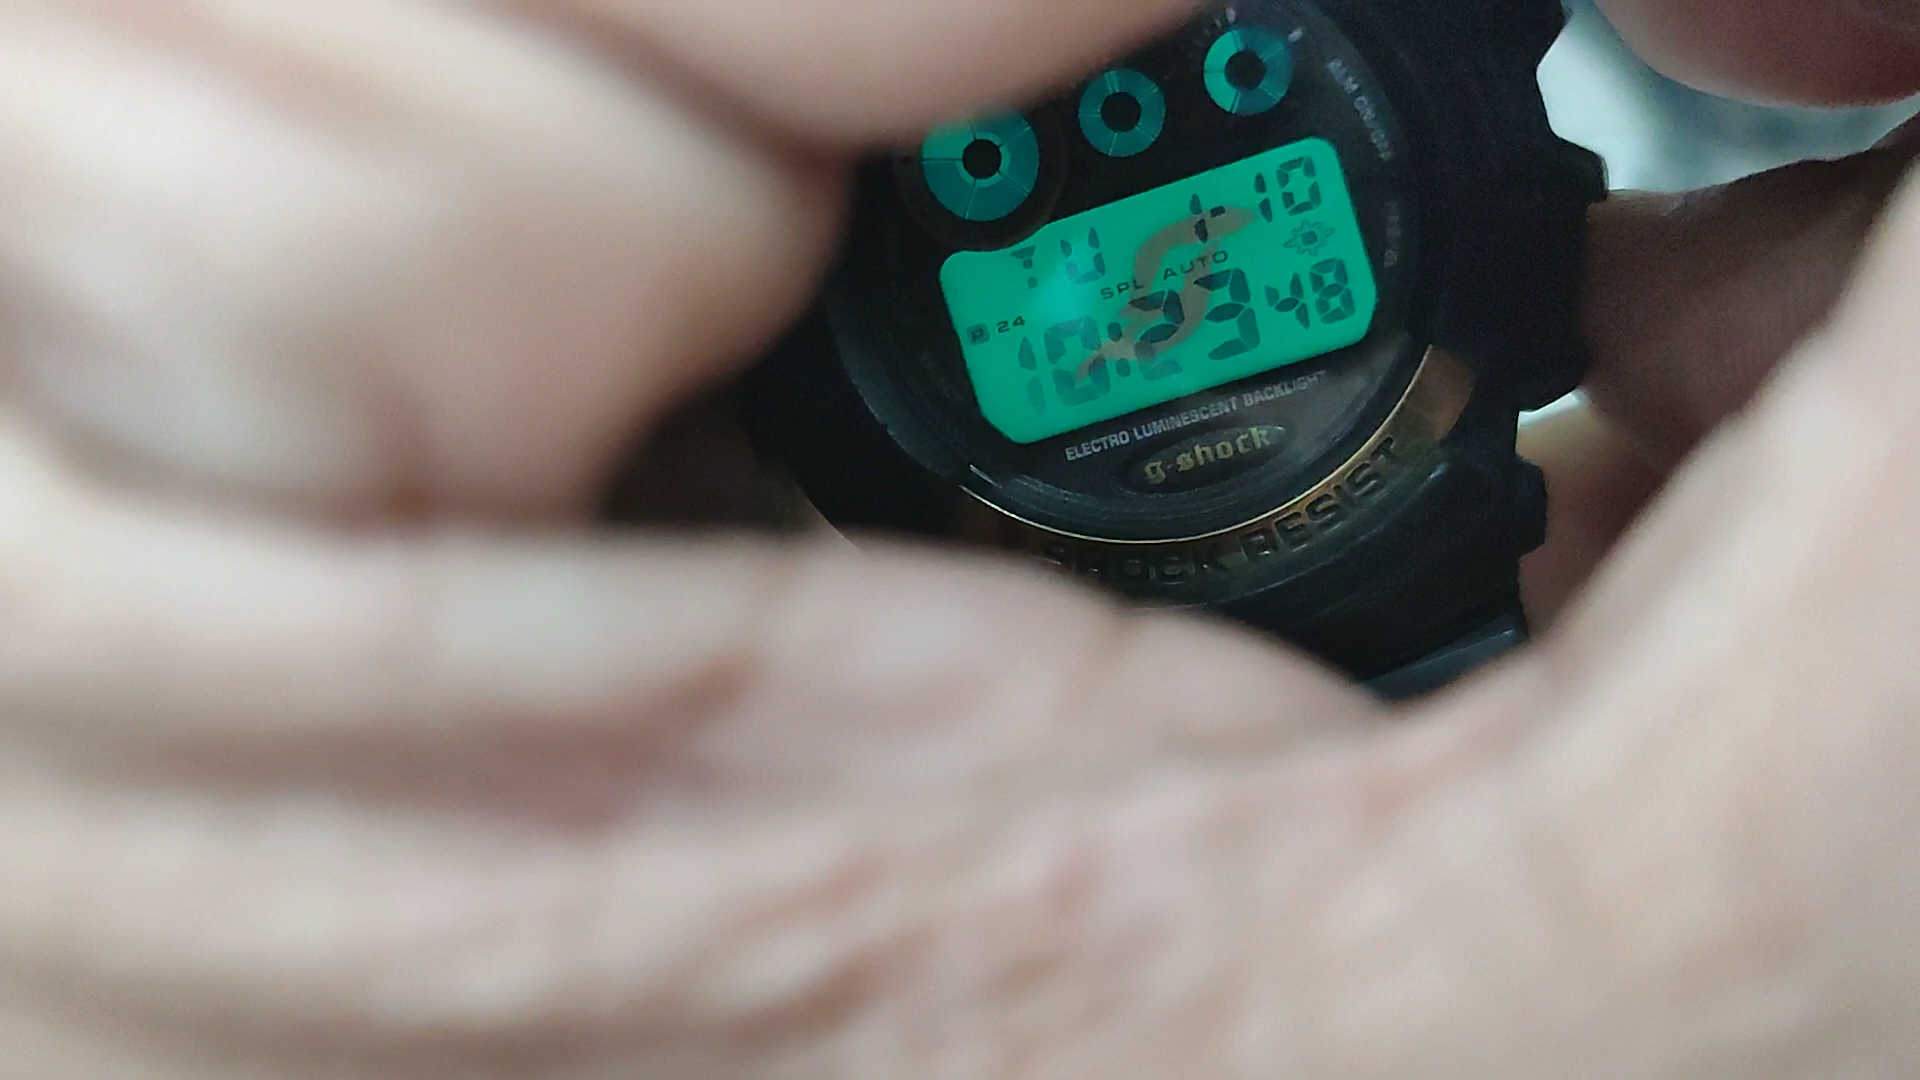 TU 1-10
SPL AUTO
P 24
10:23 48
ELECTRO LUMINESCENT BACKLIGHT
g-shock
SHOCK RESIST